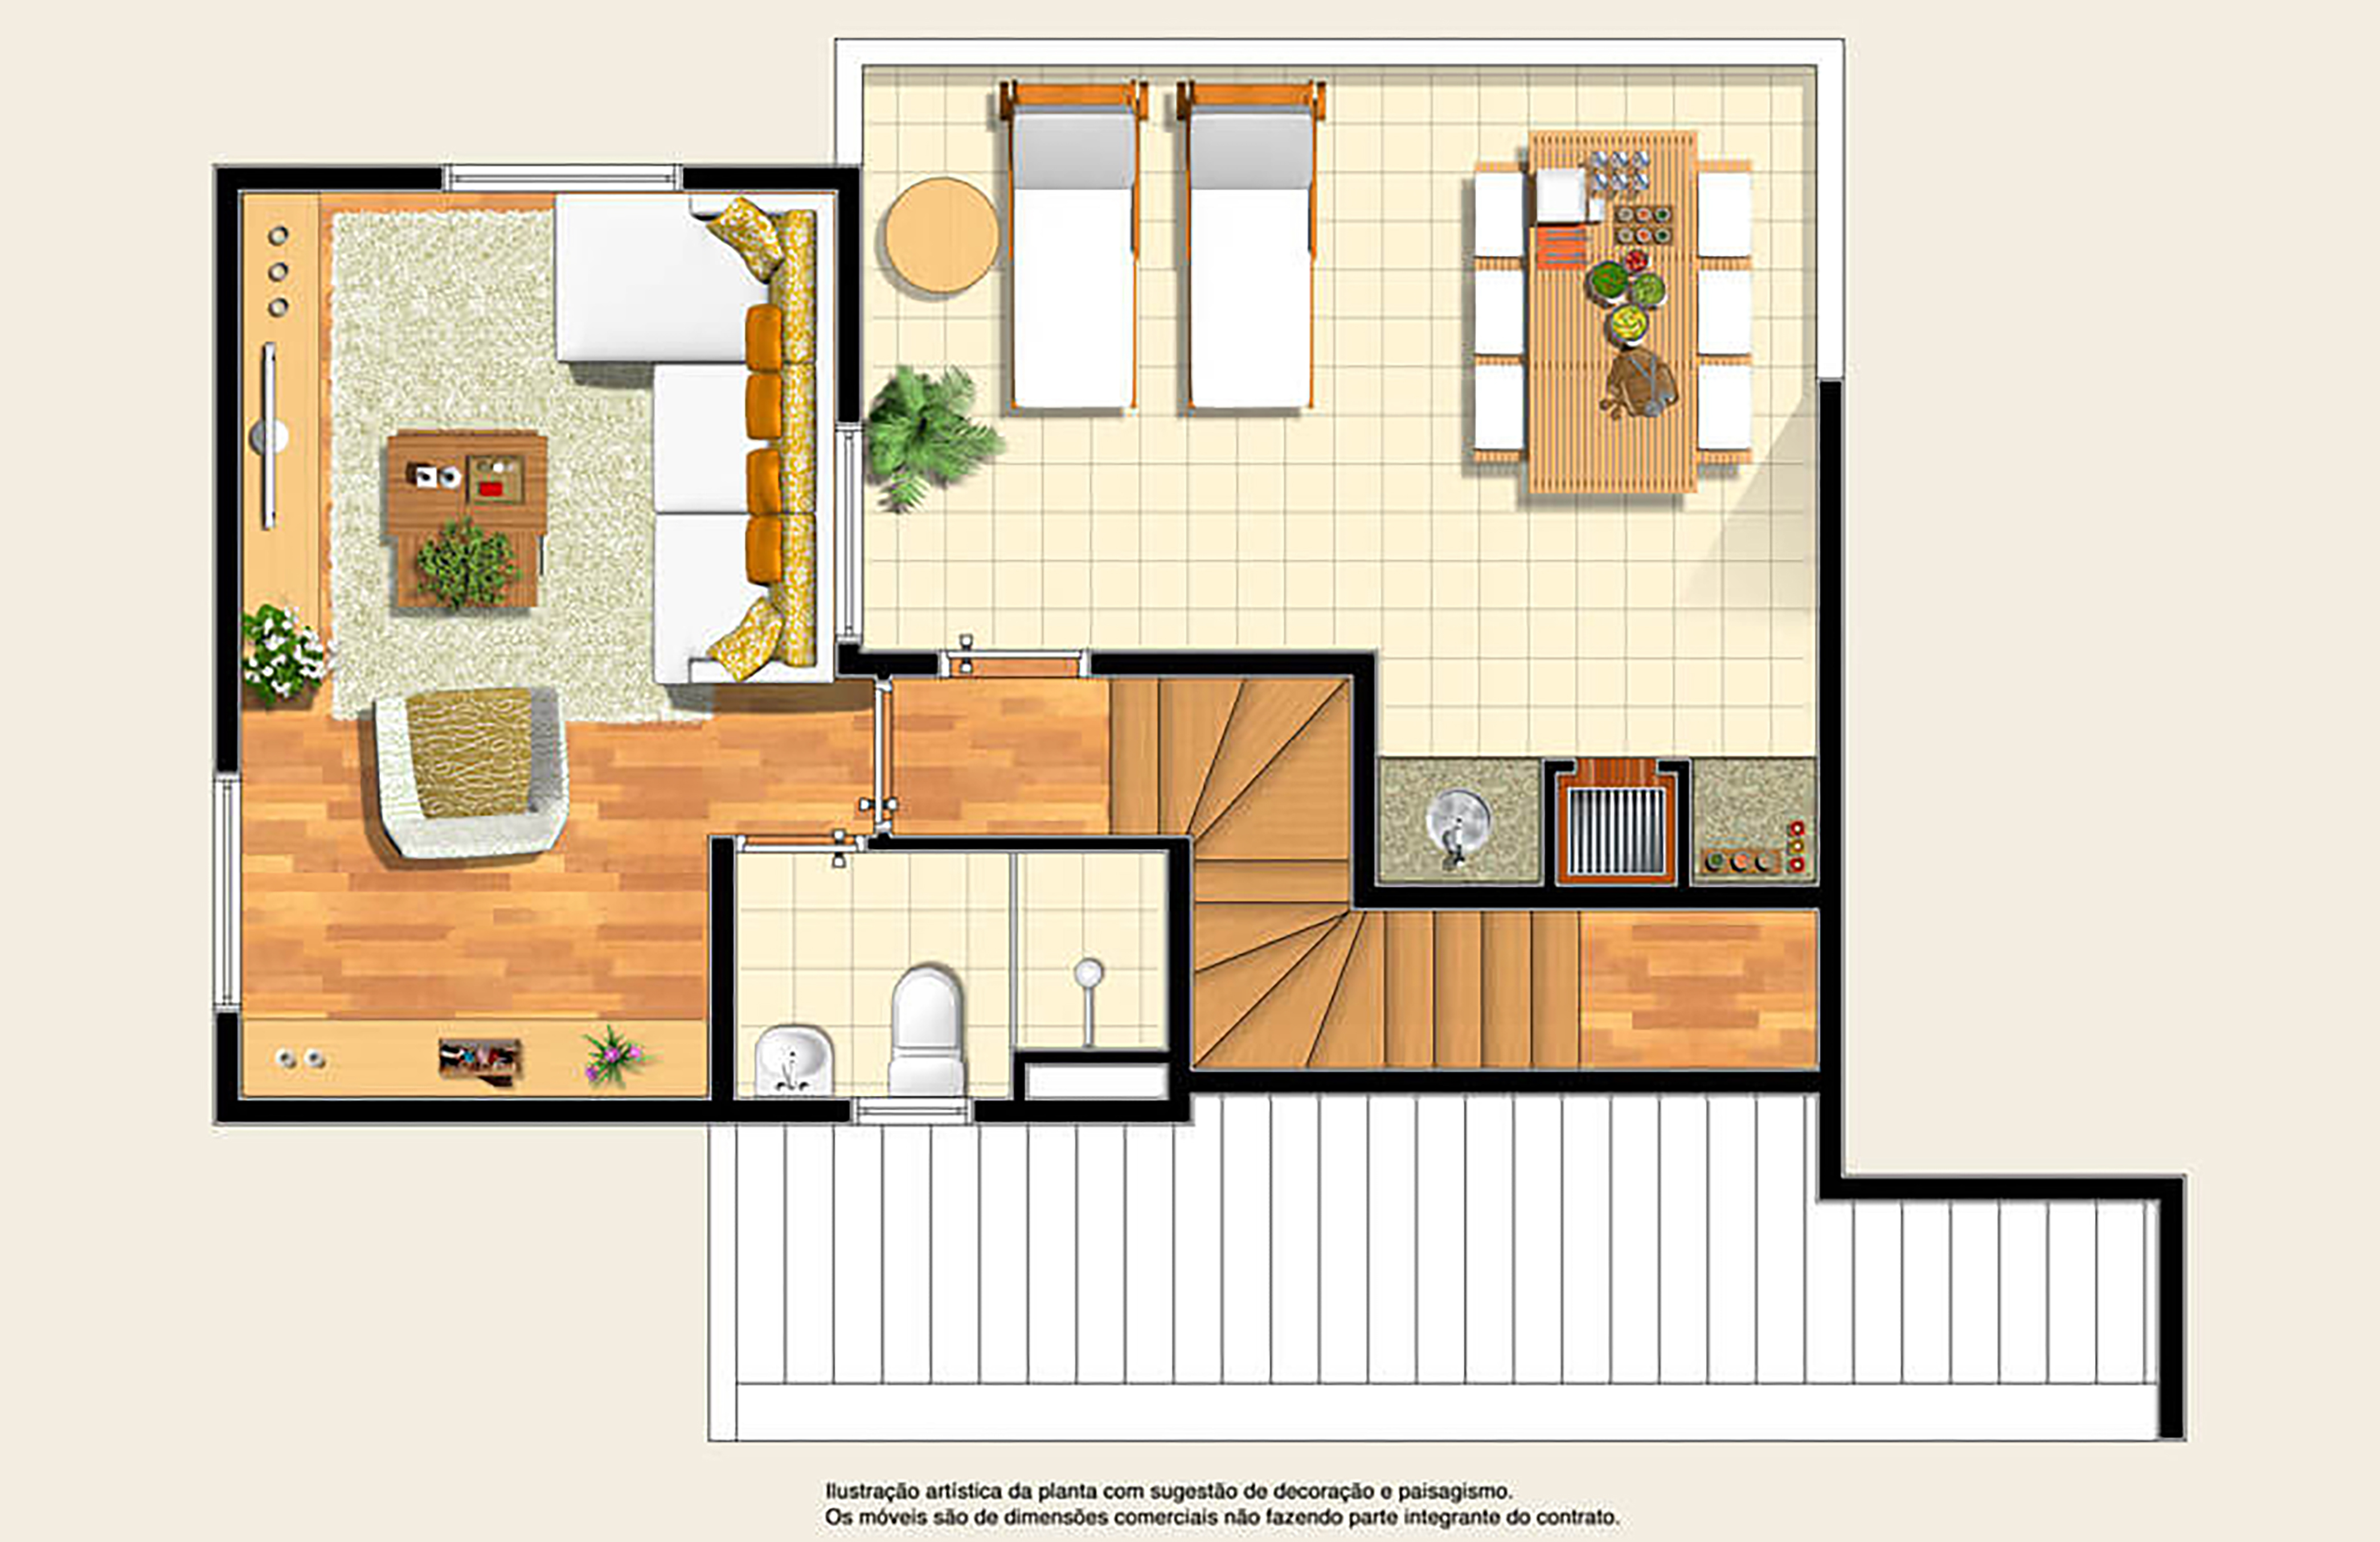 Ilustração artística da planta com sugestão de decoração e paisagismo.
Os móveis são de dimensões comerciais não fazendo parte integrante do contrato.